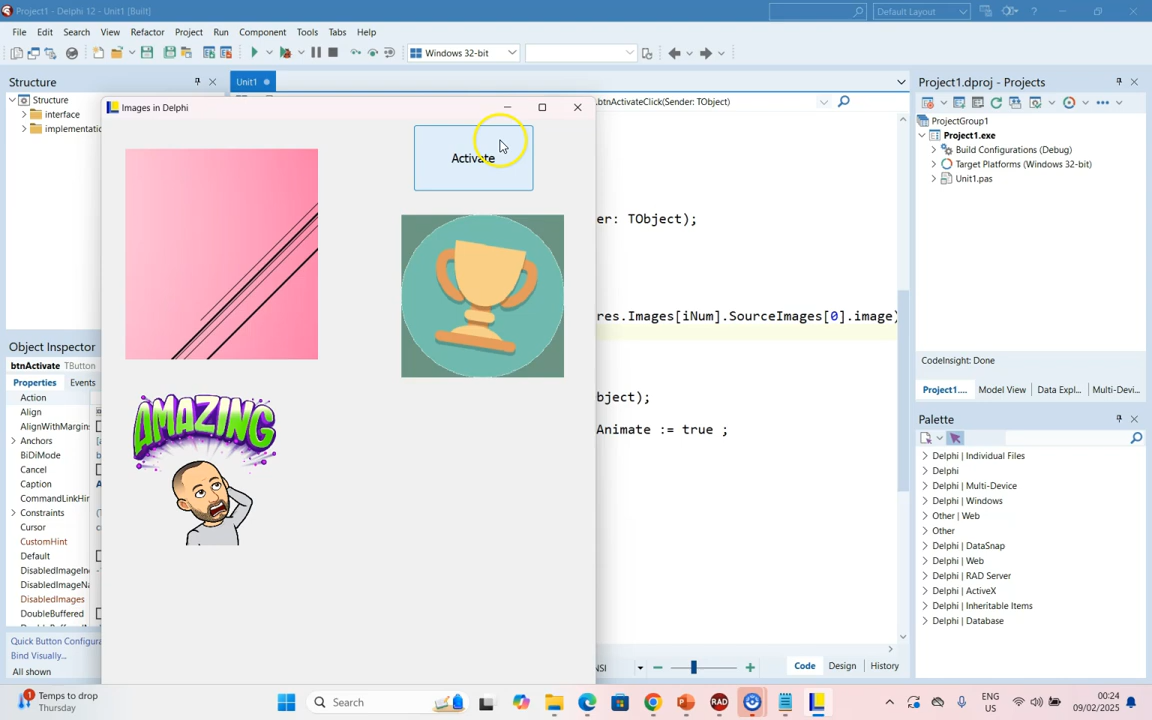 Project1 - Delphi 12 - Unit1 [Built]
Default Layout
File Edit Search View Refactor Project Run Component Tools Tabs Help
Windows 32-bit
Structure
Structure
interface
implementatic
Images in Delphi
Activate
AMAZING
Unit1
.btnActivateClick(Sender: TObject)
er: TObject);
res.Images[iNum].SourceImages[0].image)
bject);
Animate := true ;
Code Design History
Object Inspector
btnActivate TButton
Properties Events
Action
Align
AlignWithMargins
Anchors
BiDiMode
Cancel
Caption
CommandLinkHin
Constraints
Cursor
CustomHint
Default
DisabledImageIn
DisabledImageNa
DisabledImages
DoubleBuffered
Quick Button Configura
Bind Visually...
All shown
Project1.dproj - Projects
ProjectGroup1
Project1.exe
Build Configurations (Debug)
Target Platforms (Windows 32-bit)
Unit1.pas
CodeInsight: Done
Project1.... Model View Data Expl... Multi-Devi...
Palette
Delphi | Individual Files
Delphi
Delphi | Multi-Device
Delphi | Windows
Other | Web
Other
Delphi | DataSnap
Delphi | Web
Delphi | RAD Server
Delphi | ActiveX
Delphi | Inheritable Items
Delphi | Database
Temps to drop
Thursday
Search
RAD
ENG
US
00:24
09/02/2025